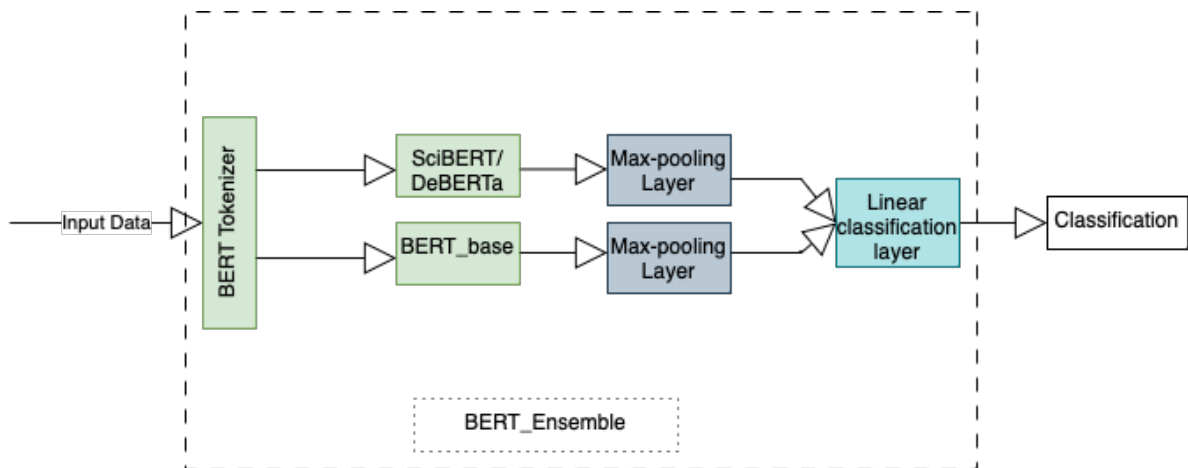 Input Data
BERT Tokenizer
SciBERT/
DeBERTa
BERT_base
Max-pooling
Layer
Max-pooling
Layer
Linear
classification
layer
Classification
BERT_Ensemble